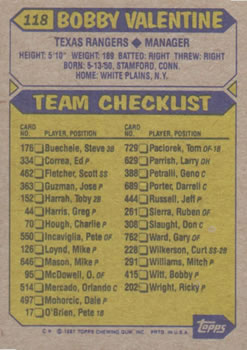 118 BOBBY VALENTINE
TEXAS RANGERS ◆ MANAGER
HEIGHT: 5'10" WEIGHT: 189 BATTED: RIGHT THREW: RIGHT
BORN: 5-13-50, STAMFORD, CONN.
HOME: WHITE PLAINS, N.Y.
TEAM CHECKLIST
CARD NO. PLAYER, POSITION
176 Buechele, Steve 3B
334 Correa, Ed P
462 Fletcher, Scott SS
363 Guzman, Jose P
152 Harrah, Toby 2B
44 Harris, Greg P
70 Hough, Charlie P
550 Incaviglia, Pete OF
126 Loynd, Mike P
646 Mason, Mike P
95 McDowell, O. OF
514 Mercado, Orlando C
497 Mohorcic, Dale P
17 O'Brien, Pete 1B
CARD NO. PLAYER, POSITION
729 Paciorek, Tom OF-1B
629 Parrish, Larry DH
388 Petralli, Geno C
689 Porter, Darrell C
444 Russell, Jeff P
261 Sierra, Ruben OF
308 Slaught, Don C
762 Ward, Gary OF
228 Wilkerson, Curt SS-2B
291 Williams, Mitch P
415 Witt, Bobby P
202 Wright, Ricky P
© 1987 TOPPS CHEWING GUM, INC. PRTD. IN U.S.A.
Topps